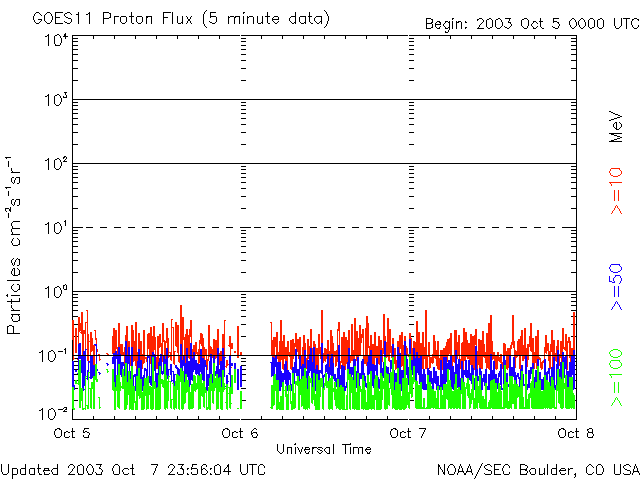 GOES11 Proton Flux (5 minute data)
Begin: 2003 Oct 5 0000 UTC
10⁴
10³
10²
10¹
10⁰
10⁻¹
10⁻²
Particles cm⁻²s⁻¹sr⁻¹
MeV
>=10
>=50
>=100
Oct 5 Oct 6 Oct 7 Oct 8
Universal Time
Updated 2003 Oct 7 23:56:04 UTC
NOAA/SEC Boulder, CO USA